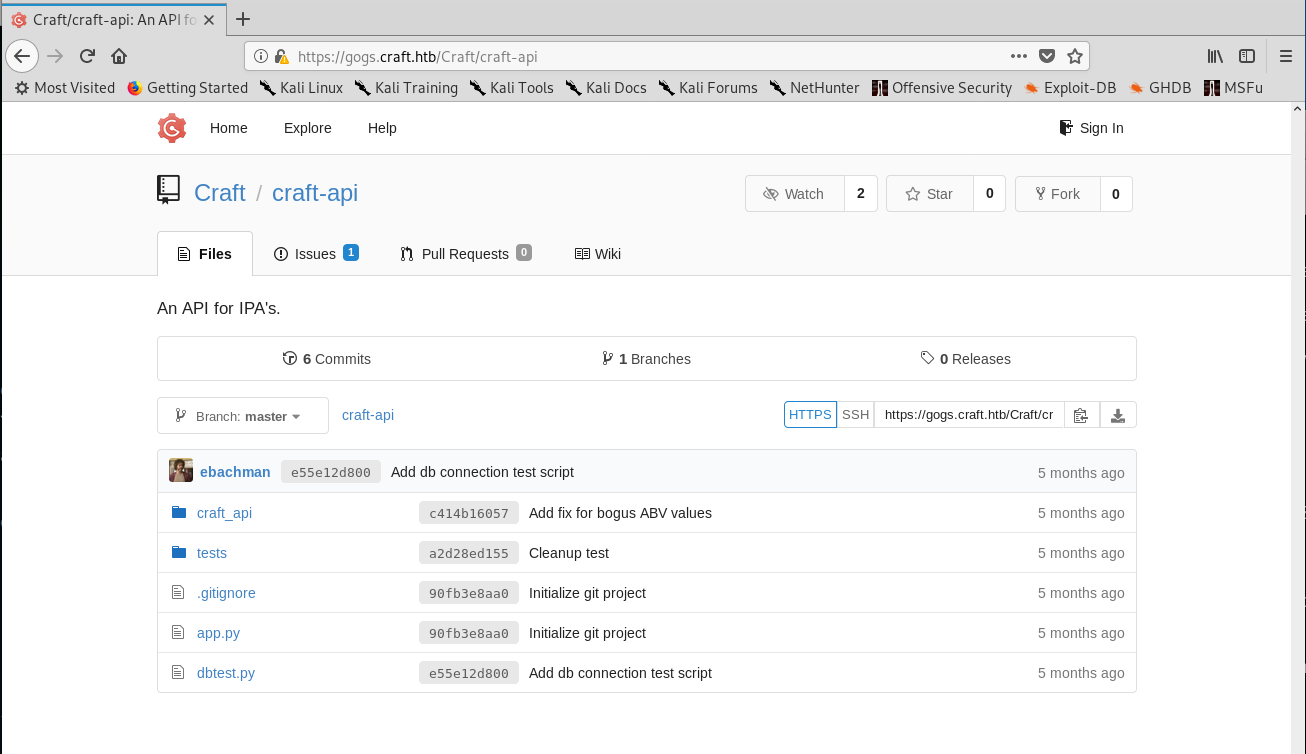 Craft/craft-api: An API fo
https://gogs.craft.htb/Craft/craft-api
Most Visited Getting Started Kali Linux Kali Training Kali Tools Kali Docs Kali Forums NetHunter Offensive Security Exploit-DB GHDB MSFu
Home Explore Help Sign In
Craft / craft-api Watch 2 Star 0 Fork 0
Files Issues 1 Pull Requests 0 Wiki
An API for IPA's.
6 Commits 1 Branches 0 Releases
Branch: master craft-api HTTPS SSH https://gogs.craft.htb/Craft/cr
ebachman e55e12d800 Add db connection test script 5 months ago
craft_api c414b16057 Add fix for bogus ABV values 5 months ago
tests a2d28ed155 Cleanup test 5 months ago
.gitignore 90fb3e8aa0 Initialize git project 5 months ago
app.py 90fb3e8aa0 Initialize git project 5 months ago
dbtest.py e55e12d800 Add db connection test script 5 months ago